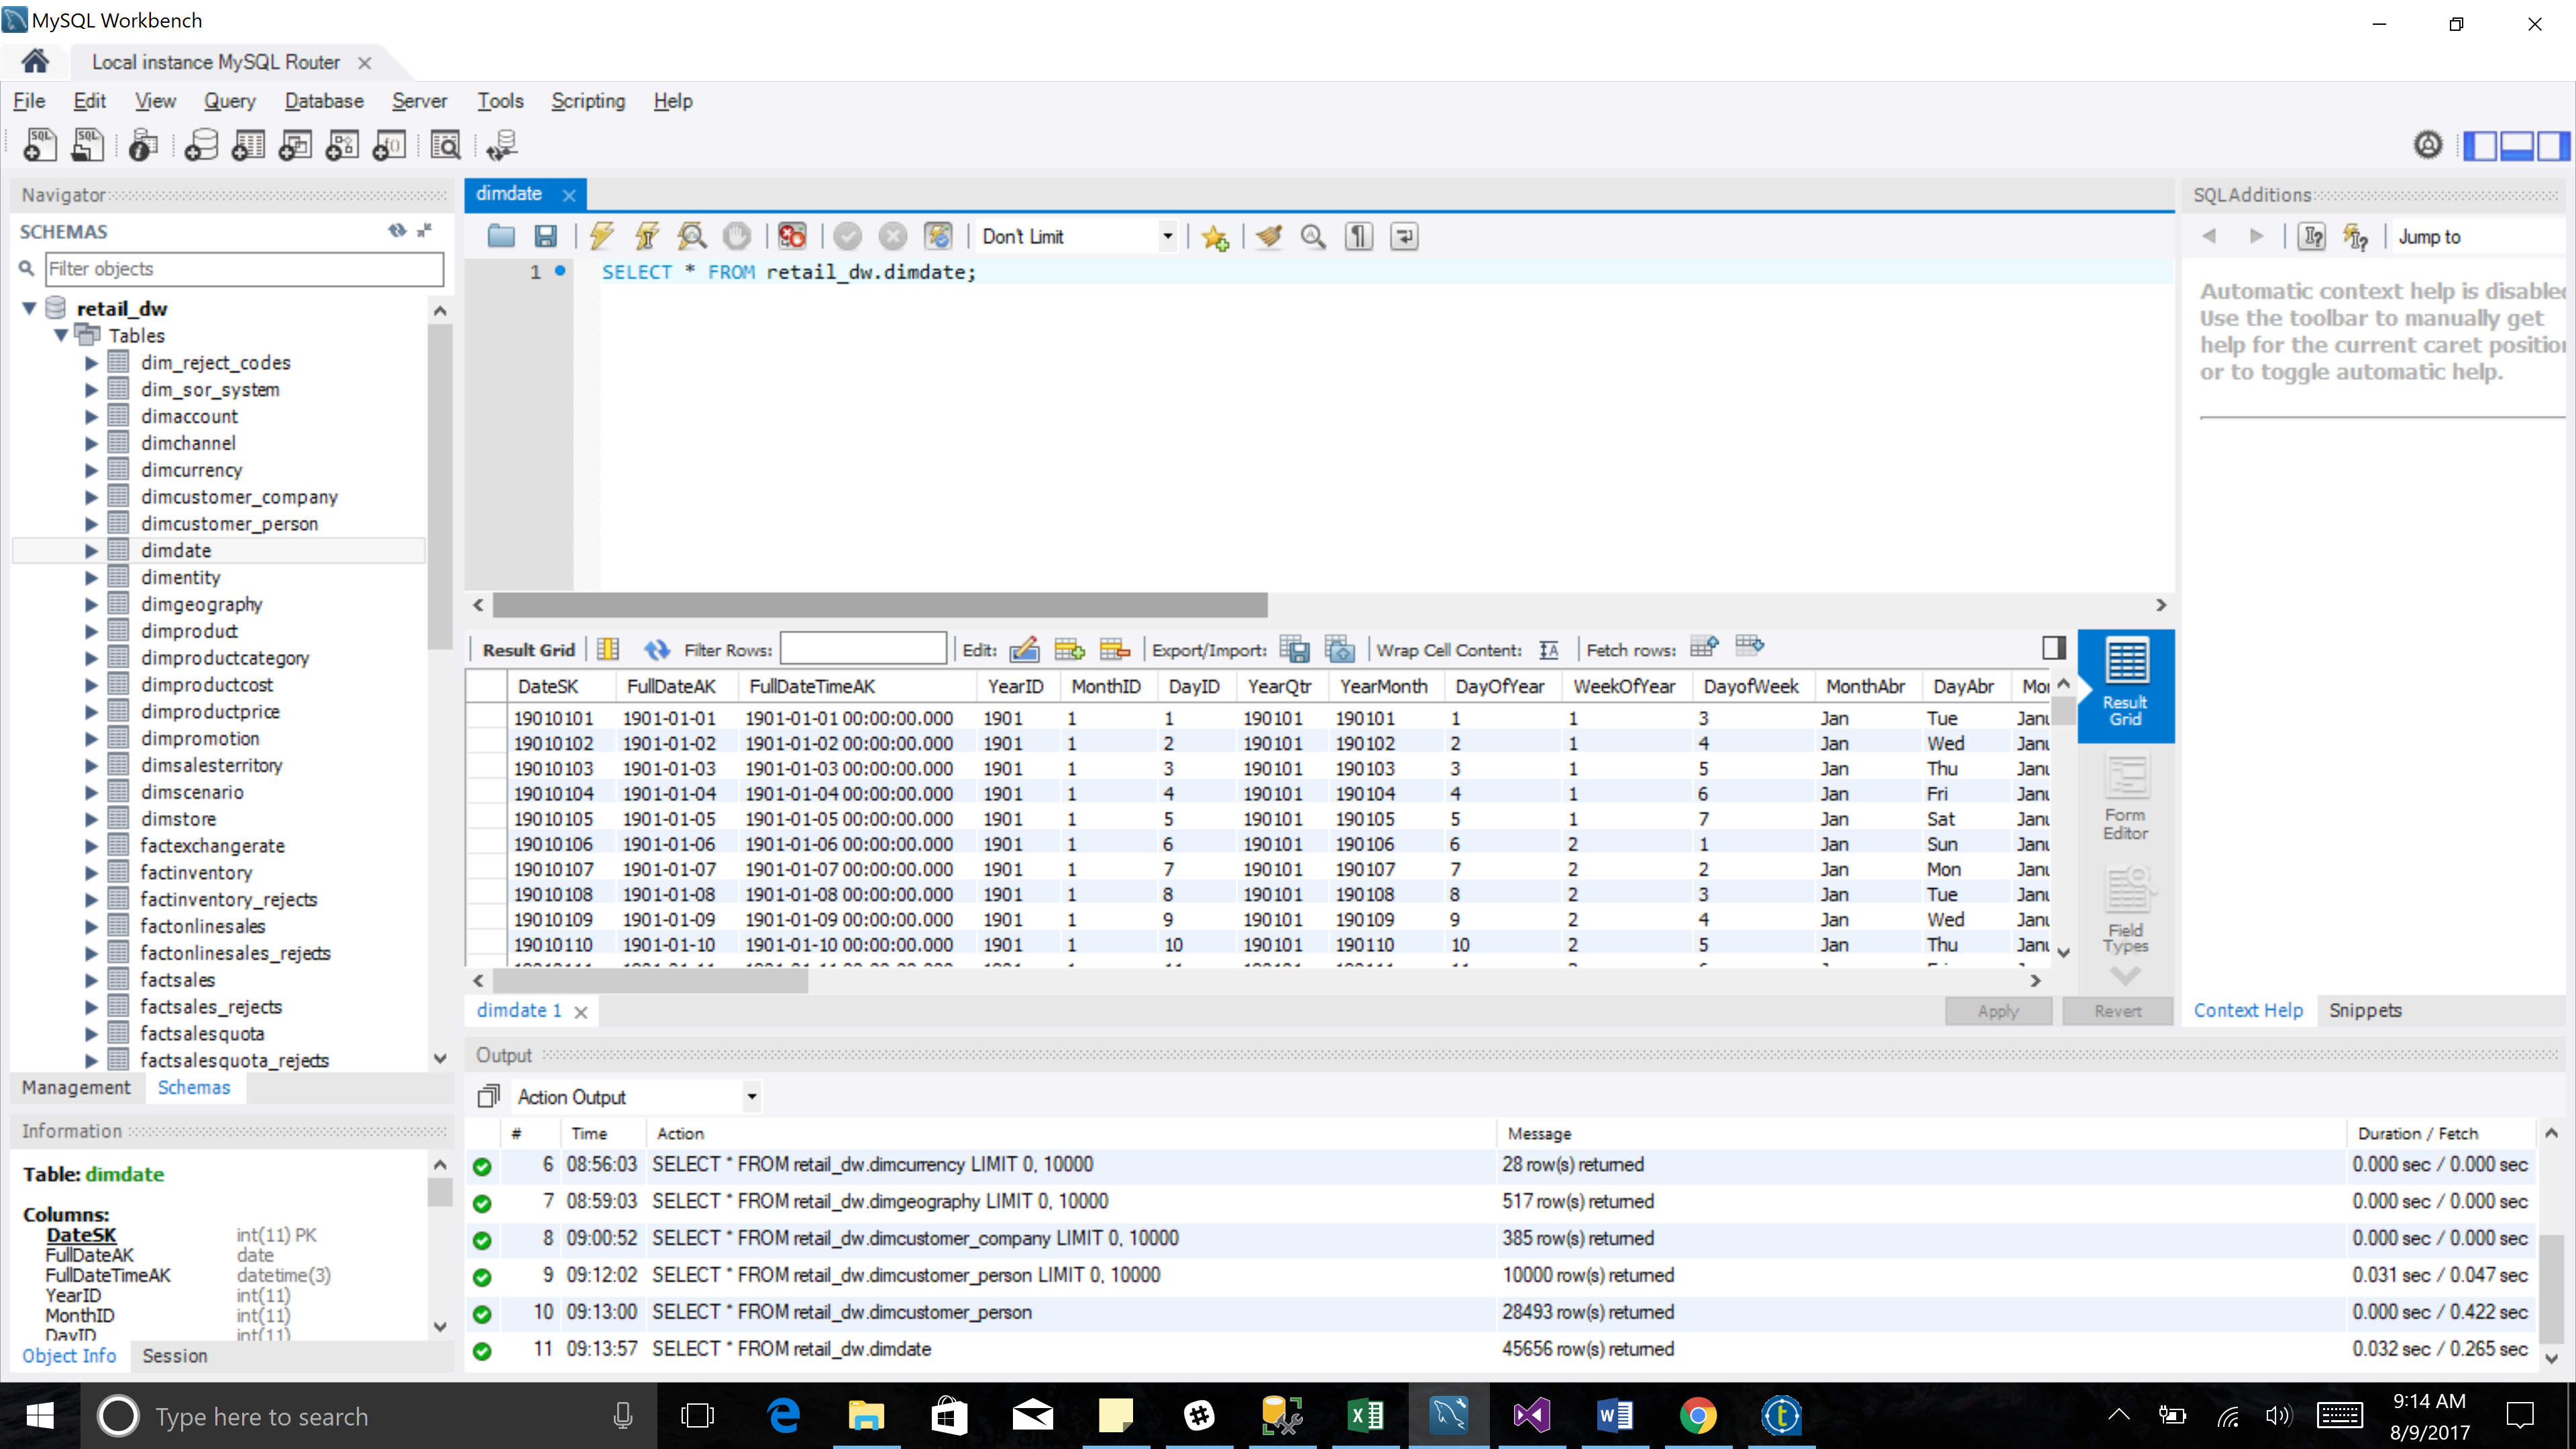 MySQL Workbench
Local instance MySQL Router
File Edit View Query Database Server Tools Scripting Help
Navigator
SCHEMAS
Filter objects
retail_dw
Tables
dim_reject_codes
dim_sor_system
dimaccount
dimchannel
dimcurrency
dimcustomer_company
dimcustomer_person
dimdate
dimentity
dimgeography
dimproduct
dimproductcategory
dimproductcost
dimproductprice
dimpromotion
dimsalesterritory
dimscenario
dimstore
factexchangerate
factinventory
factinventory_rejects
factonlinesales
factonlinesales_rejects
factsales
factsales_rejects
factsalesquota
factsalesquota_rejects
Management Schemas
Information
Table: dimdate
Columns:
DateSK int(11) PK
FullDateAK date
FullDateTimeAK datetime(3)
YearID int(11)
MonthID int(11)
DayID int(11)
Object Info Session
dimdate
Don't Limit
1 SELECT * FROM retail_dw.dimdate;
Result Grid Filter Rows: Edit: Export/Import: Wrap Cell Content: Fetch rows:
DateSK FullDateAK FullDateTimeAK YearID MonthID DayID YearQtr YearMonth DayOfYear WeekOfYear DayofWeek MonthAbr DayAbr Mon
19010101 1901-01-01 1901-01-01 00:00:00.000 1901 1 1 190101 190101 1 1 3 Jan Tue Janu
19010102 1901-01-02 1901-01-02 00:00:00.000 1901 1 2 190101 190102 2 1 4 Jan Wed Janu
19010103 1901-01-03 1901-01-03 00:00:00.000 1901 1 3 190101 190103 3 1 5 Jan Thu Janu
19010104 1901-01-04 1901-01-04 00:00:00.000 1901 1 4 190101 190104 4 1 6 Jan Fri Janu
19010105 1901-01-05 1901-01-05 00:00:00.000 1901 1 5 190101 190105 5 1 7 Jan Sat Janu
19010106 1901-01-06 1901-01-06 00:00:00.000 1901 1 6 190101 190106 6 2 1 Jan Sun Janu
19010107 1901-01-07 1901-01-07 00:00:00.000 1901 1 7 190101 190107 7 2 2 Jan Mon Janu
19010108 1901-01-08 1901-01-08 00:00:00.000 1901 1 8 190101 190108 8 2 3 Jan Tue Janu
19010109 1901-01-09 1901-01-09 00:00:00.000 1901 1 9 190101 190109 9 2 4 Jan Wed Janu
19010110 1901-01-10 1901-01-10 00:00:00.000 1901 1 10 190101 190110 10 2 5 Jan Thu Janu
Result
Grid
Form
Editor
Field
Types
dimdate 1
Apply Revert
SQLAdditions
Jump to
Automatic context help is disabled
Use the toolbar to manually get
help for the current caret position
or to toggle automatic help.
Context Help Snippets
Output
Action Output
# Time Action Message Duration / Fetch
6 08:56:03 SELECT * FROM retail_dw.dimcurrency LIMIT 0, 10000 28 row(s) returned 0.000 sec / 0.000 sec
7 08:59:03 SELECT * FROM retail_dw.dimgeography LIMIT 0, 10000 517 row(s) returned 0.000 sec / 0.000 sec
8 09:00:52 SELECT * FROM retail_dw.dimcustomer_company LIMIT 0, 10000 385 row(s) returned 0.000 sec / 0.000 sec
9 09:12:02 SELECT * FROM retail_dw.dimcustomer_person LIMIT 0, 10000 10000 row(s) returned 0.031 sec / 0.047 sec
10 09:13:00 SELECT * FROM retail_dw.dimcustomer_person 28493 row(s) returned 0.000 sec / 0.422 sec
11 09:13:57 SELECT * FROM retail_dw.dimdate 45656 row(s) returned 0.032 sec / 0.265 sec
Type here to search
9:14 AM
8/9/2017